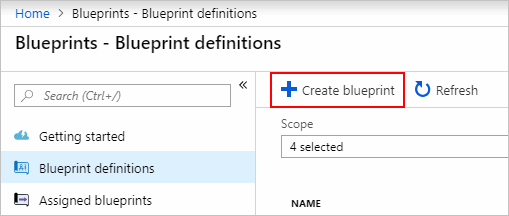 Home > Blueprints - Blueprint definitions
Blueprints - Blueprint definitions
Search (Ctrl+/)
«
+ Create blueprint
Refresh
Getting started
Scope
Blueprint definitions
4 selected
Assigned blueprints
NAME